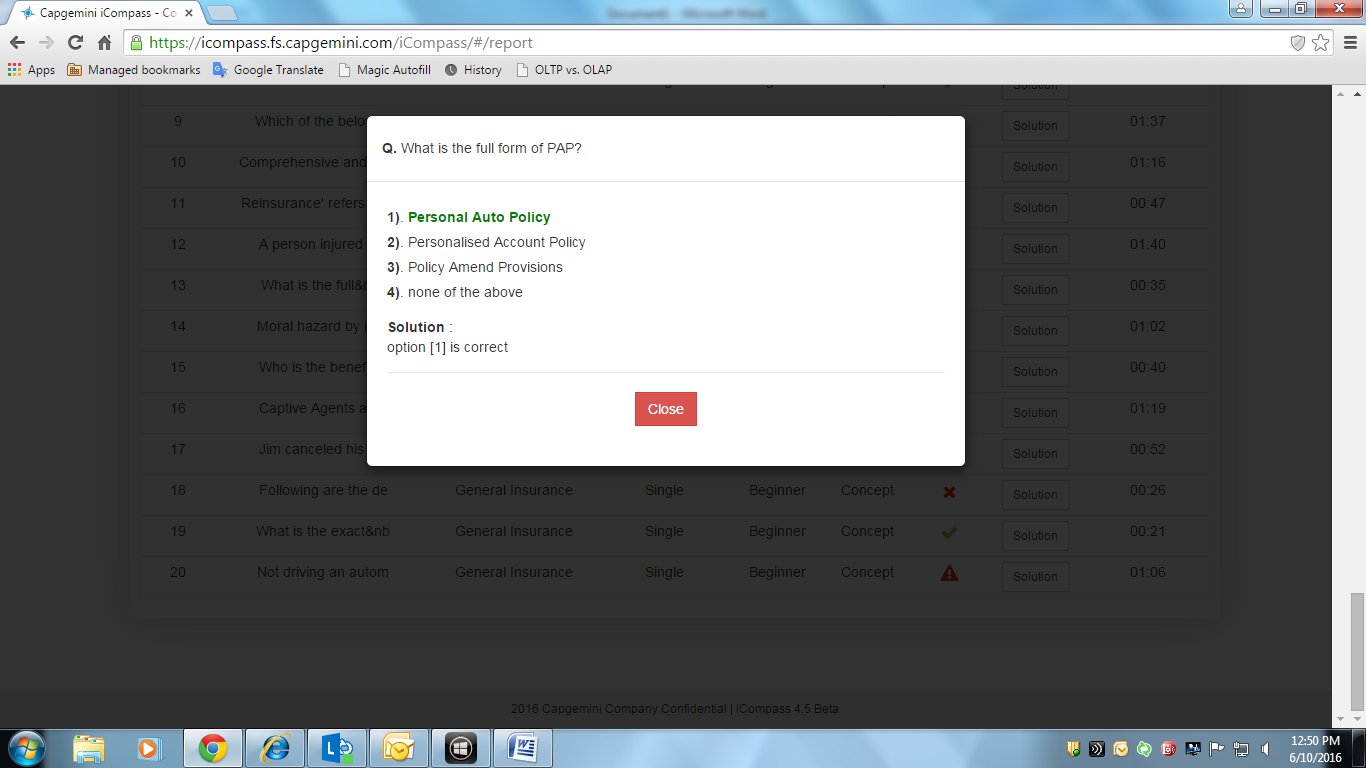 Capgemini iCompass - Co
Document1 - Microsoft Word
https://icompass.fs.capgemini.com/iCompass/#/report
Apps Managed bookmarks Google Translate Magic Autofill History OLTP vs. OLAP
Solution
9 Which of the belo Solution 01:37
10 Comprehensive and Solution 01:16
11 Reinsurance' refers Solution 00:47
12 A person injured Solution 01:40
13 What is the full&n Solution 00:35
14 Moral hazard by Solution 01:02
15 Who is the benef Solution 00:40
16 Captive Agents a Solution 01:19
17 Jim canceled his Solution 00:52
18 Following are the de General Insurance Single Beginner Concept Solution 00:26
19 What is the exact&nb General Insurance Single Beginner Concept Solution 00:21
20 Not driving an autom General Insurance Single Beginner Concept Solution 01:06
Q. What is the full form of PAP?
1). Personal Auto Policy
2). Personalised Account Policy
3). Policy Amend Provisions
4). none of the above
Solution :
option [1] is correct
Close
2016 Capgemini Company Confidential | iCompass 4.5 Beta
12:50 PM
6/10/2016